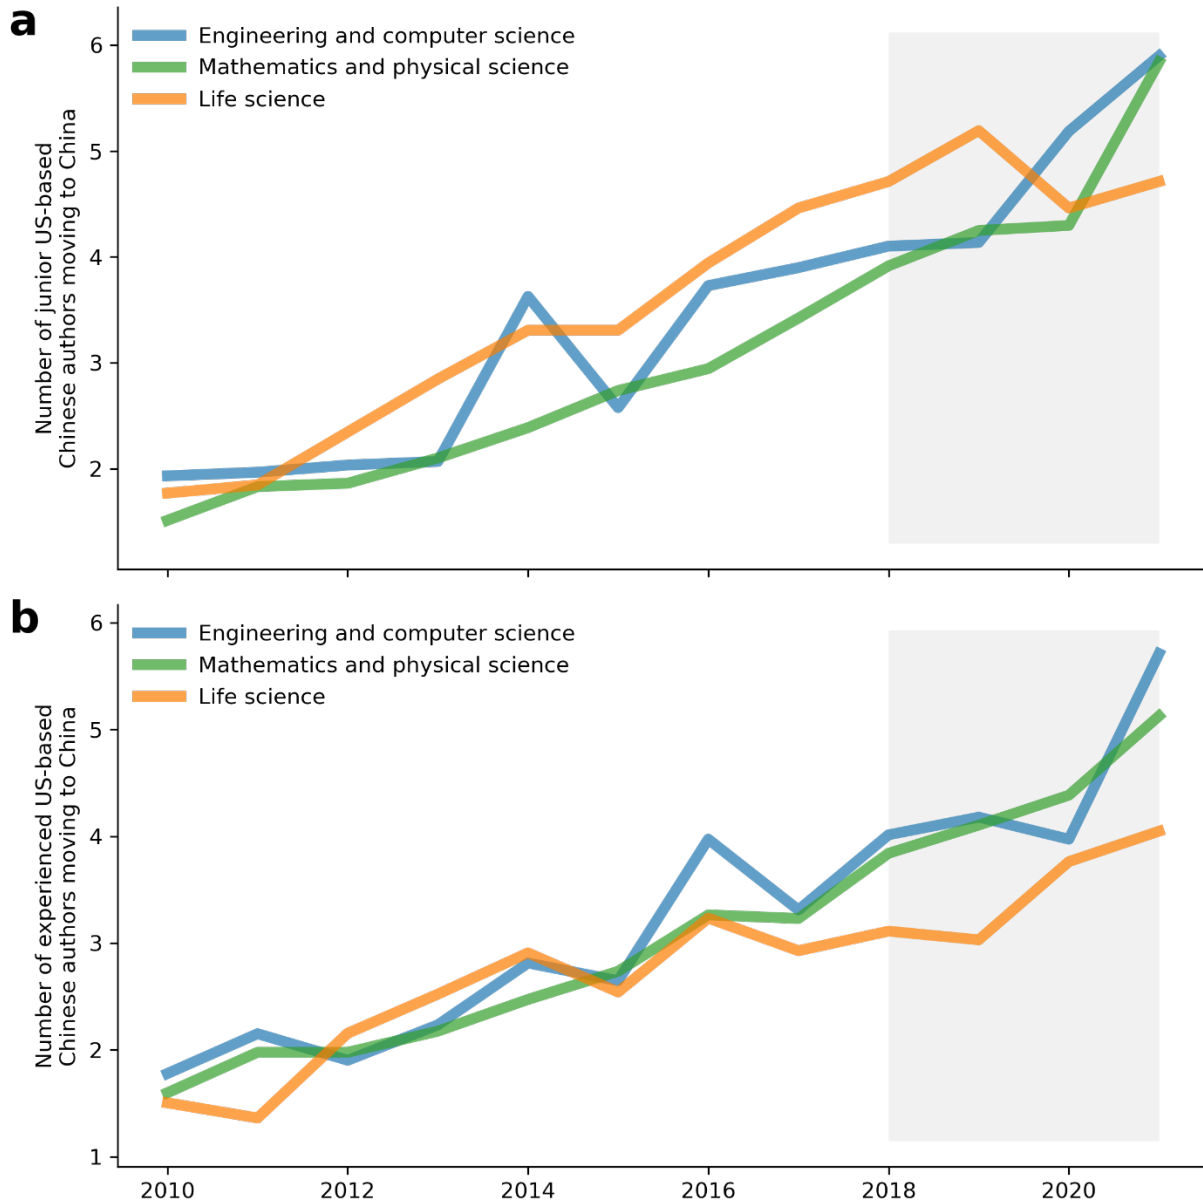 a
Engineering and computer science
Mathematics and physical science
Life science
Number of junior US-based
Chinese authors moving to China
6
5
4
3
2
b
Engineering and computer science
Mathematics and physical science
Life science
Number of experienced US-based
Chinese authors moving to China
6
5
4
3
2
1
2010 2012 2014 2016 2018 2020